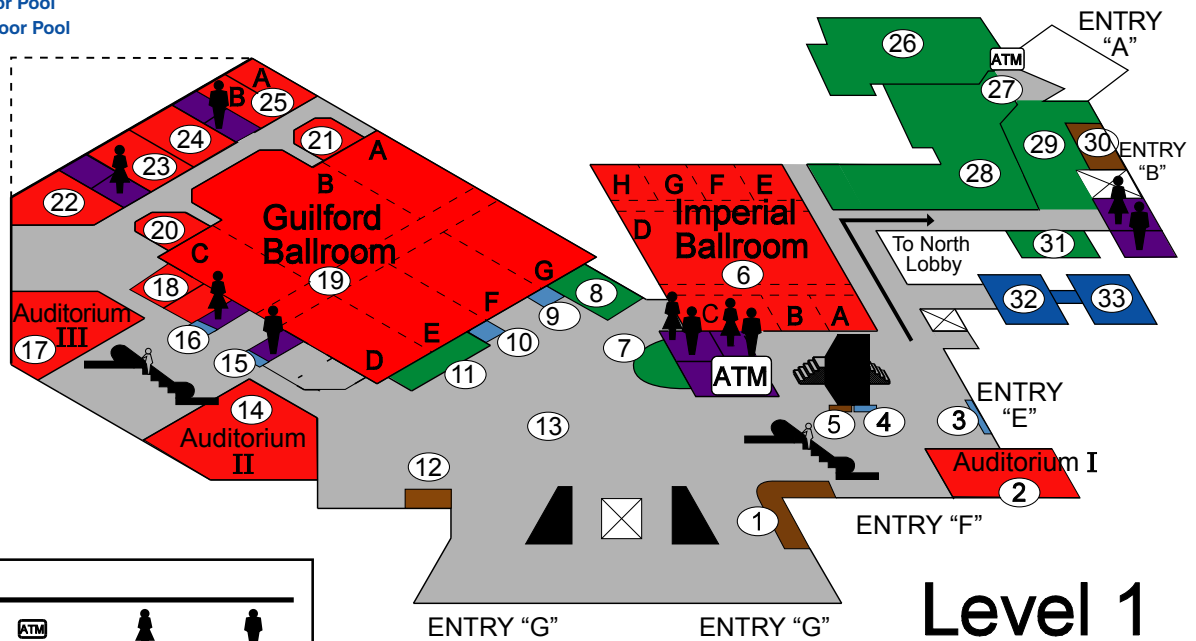 or Pool
oor Pool
ENTRY
“A”
26
ATM
27
A
B
25
24
21
A
29
30
ENTRY
“B”
23
B
H
G
F
E
28
22
20
Guilford
Ballroom
D
Imperial
Ballroom
To North
Lobby
31
C
19
G
6
18
8
32
33
Auditorium
III
16
F
9
C
B
A
17
15
E
10
7
D
11
ATM
ENTRY
“E”
14
13
5
4
3
Auditorium
II
12
Auditorium I
2
1
ENTRY “F”
Level 1
ATM
ENTRY “G”
ENTRY “G”